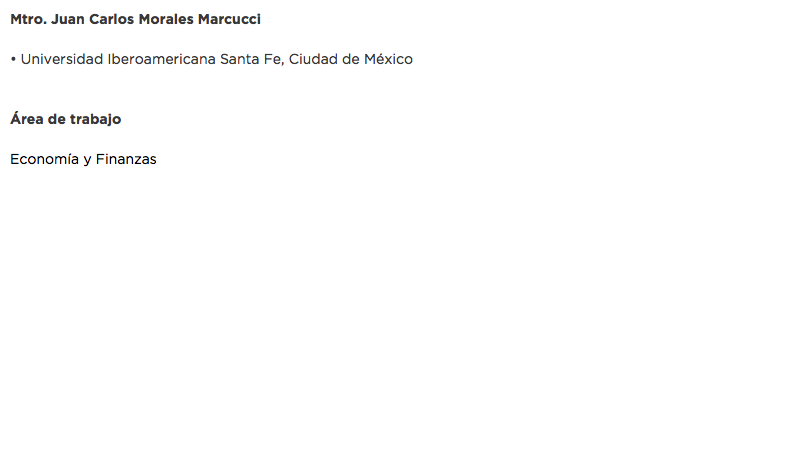 Mtro. Juan Carlos Morales Marcucci
• Universidad Iberoamericana Santa Fe, Ciudad de México
Área de trabajo
Economía y Finanzas